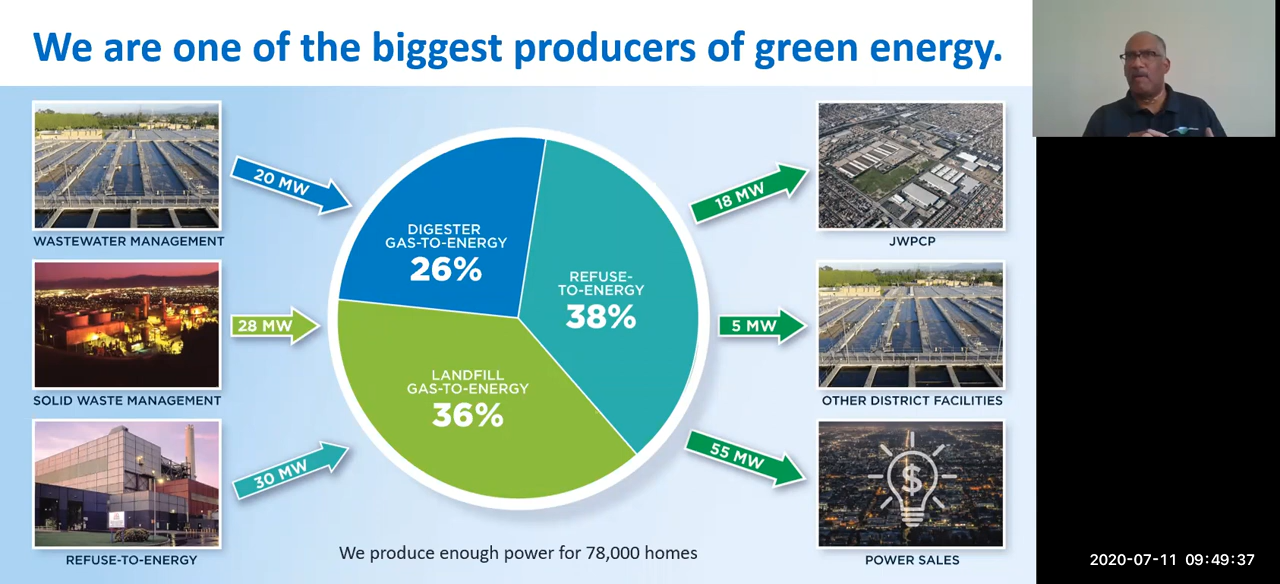 We are one of the biggest producers of green energy.
WASTEWATER MANAGEMENT
20 MW
SOLID WASTE MANAGEMENT
28 MW
REFUSE-TO-ENERGY
30 MW
DIGESTER
GAS-TO-ENERGY
26%
REFUSE-
TO-ENERGY
38%
LANDFILL
GAS-TO-ENERGY
36%
18 MW
JWPCP
5 MW
OTHER DISTRICT FACILITIES
55 MW
$
POWER SALES
We produce enough power for 78,000 homes
2020-07-11 09:49:37